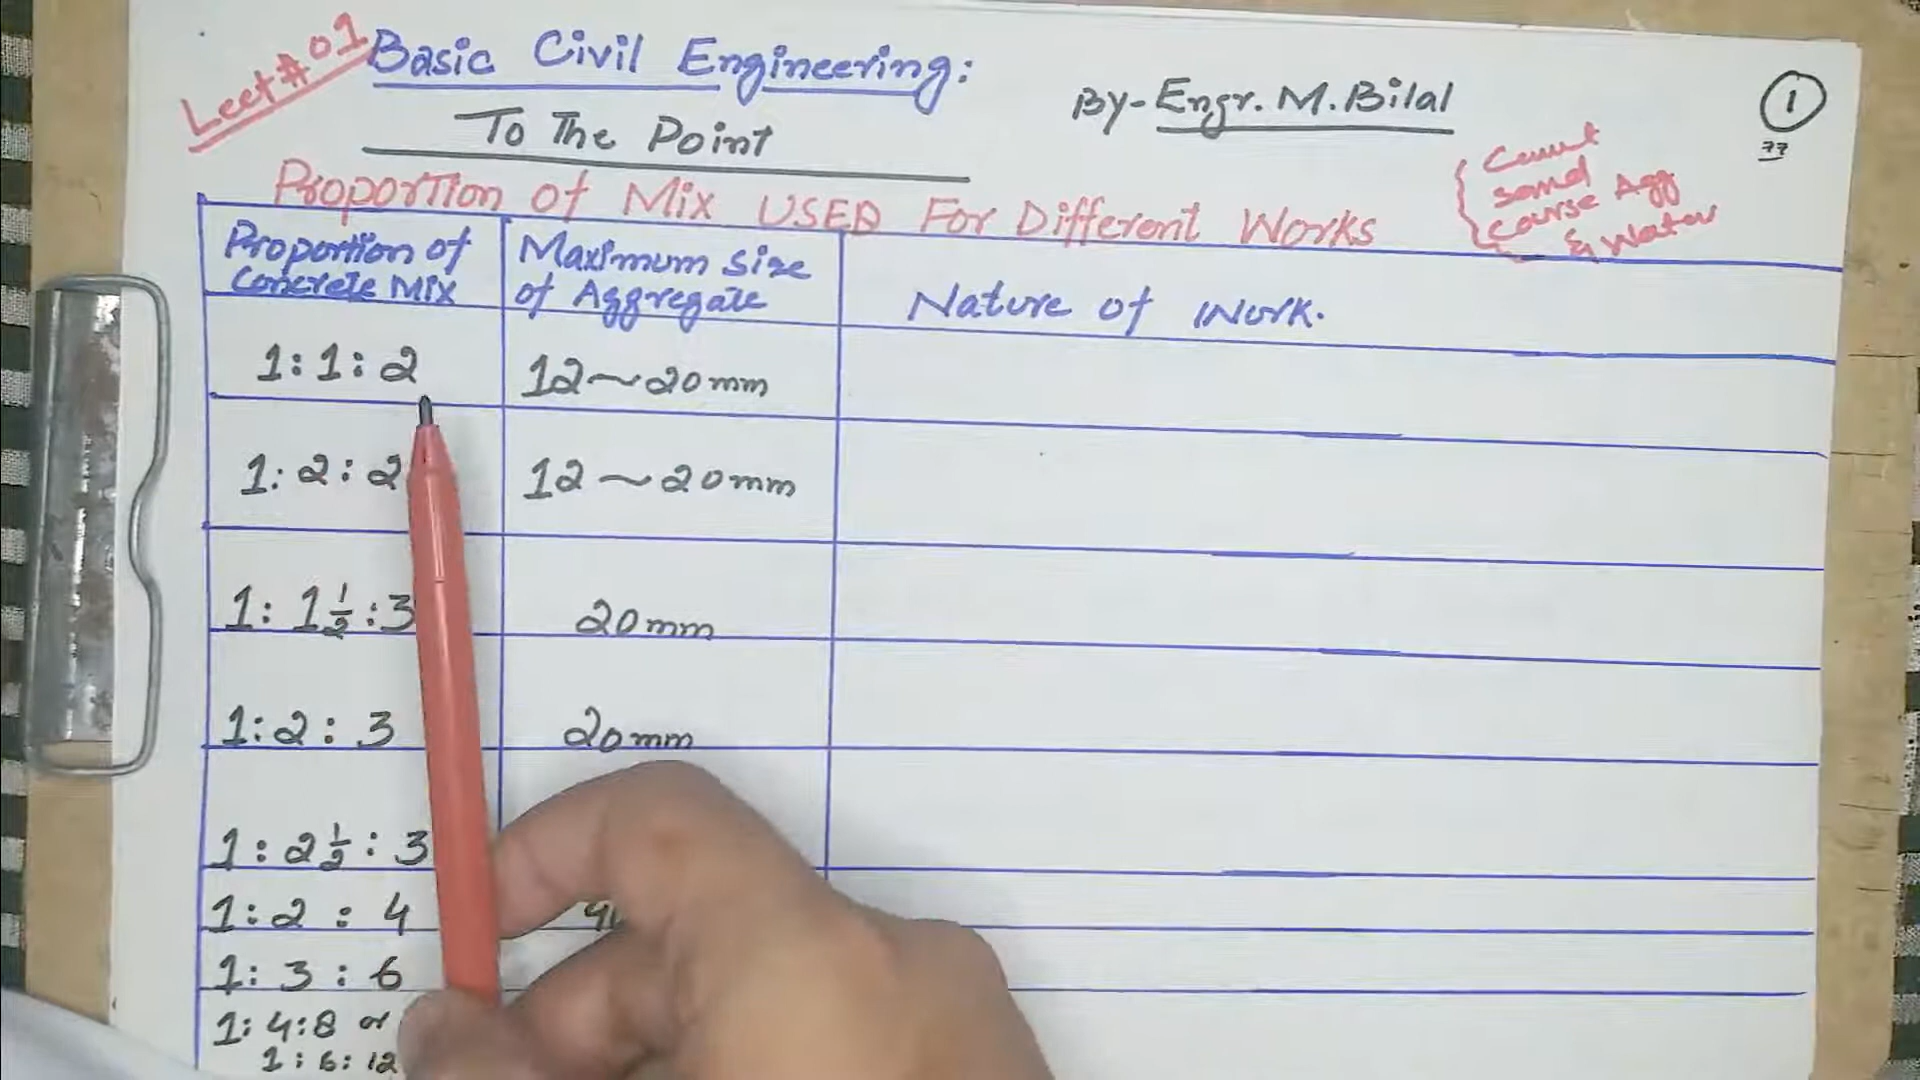 Lect#01
Basic Civil Engineering:
To The Point
By-Engr. M. Bilal
1
77
Proportion of Mix USED For Different Works
sand
Course Agg
& Water
Proportion of Concrete Mix
Maximum Size of Aggregate
Nature of Work.
1:1:2
12~20mm
1:2:2
12~20mm
1:1½:3
20mm
1:2:3
20mm
1:2½:3
1:2:4
1:3:6
1:4:8 or
1:6:12